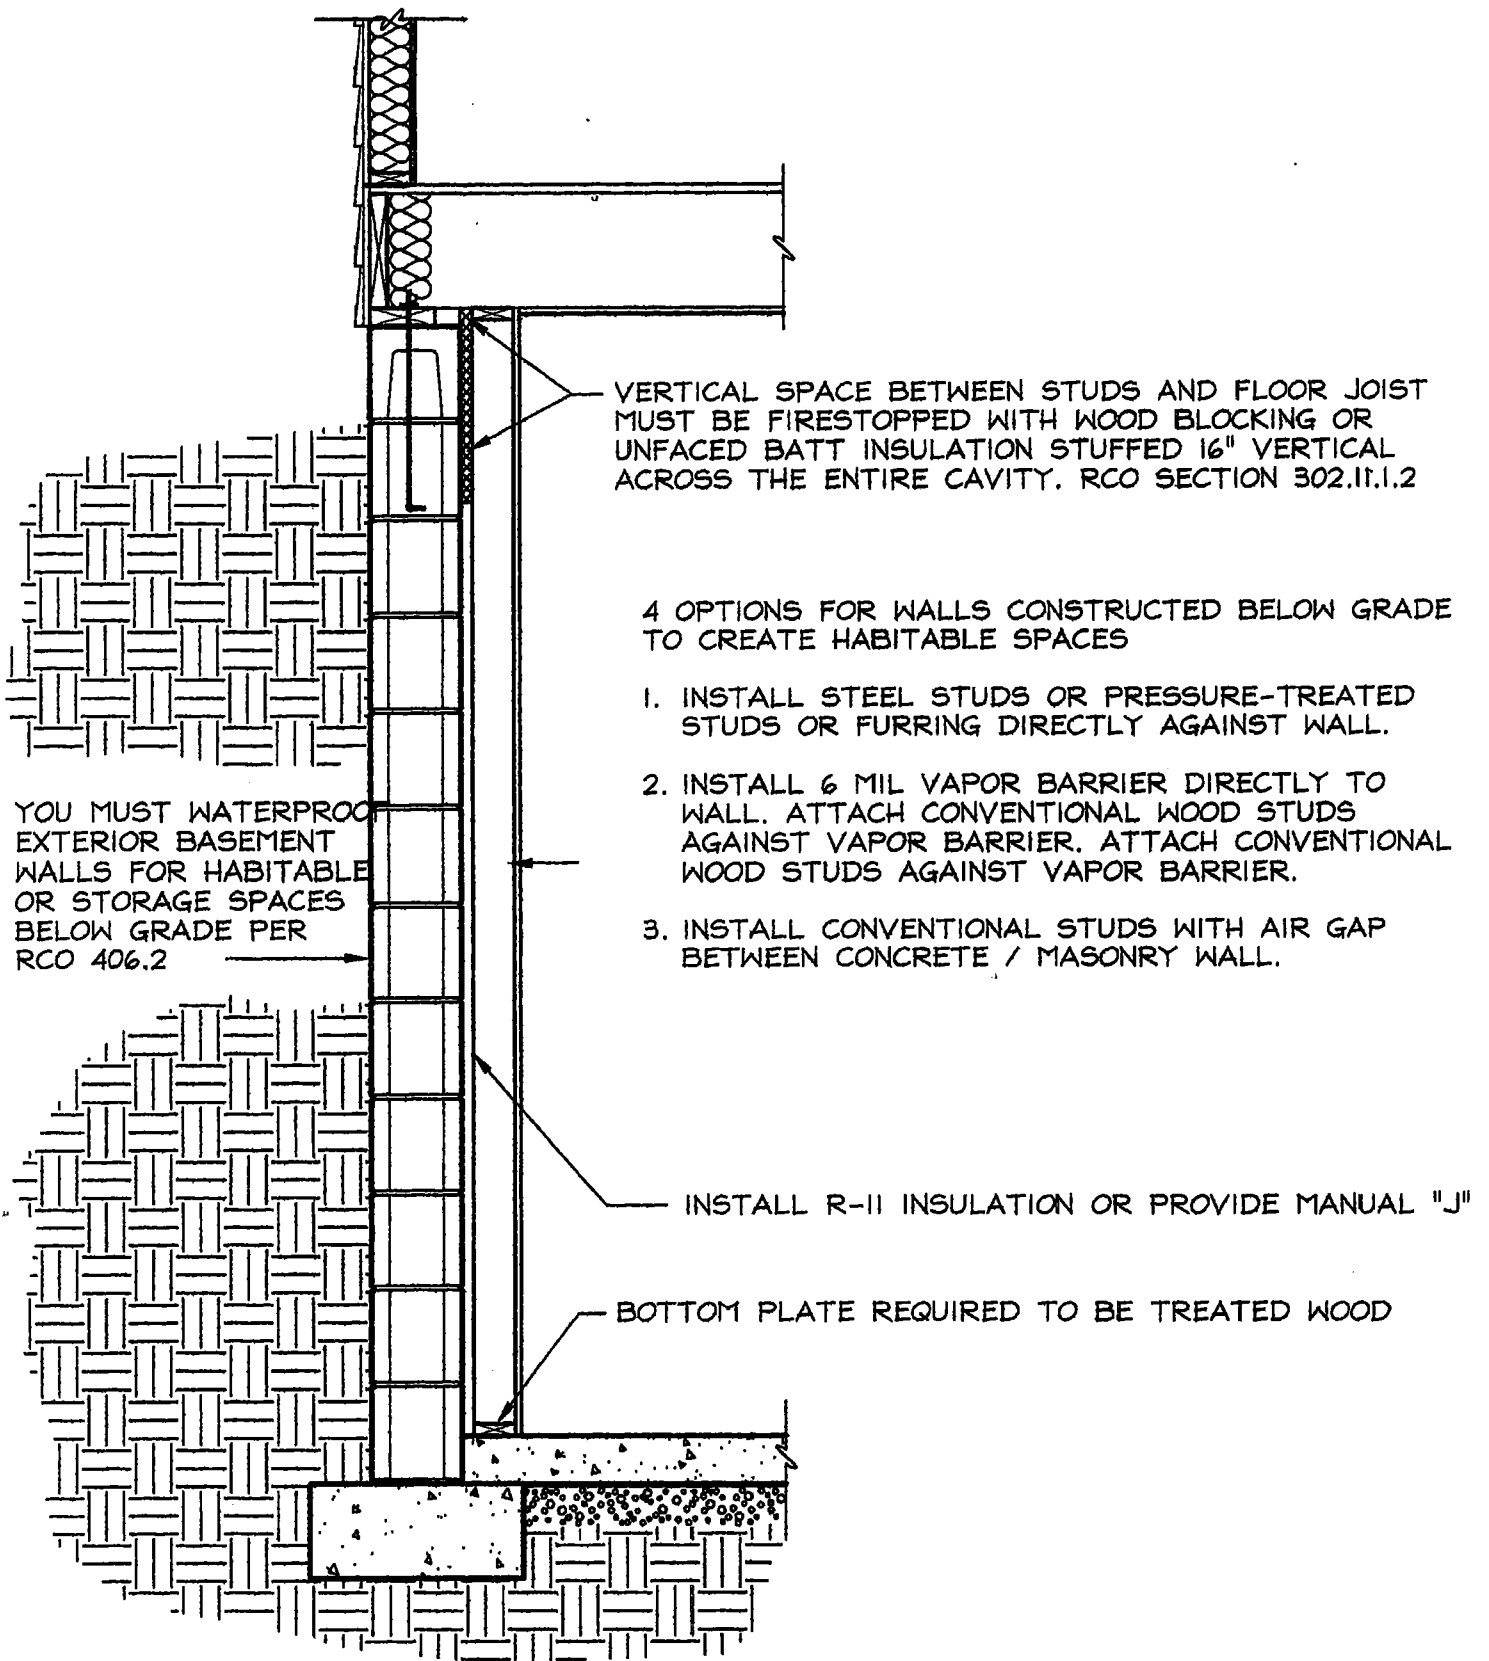 VERTICAL SPACE BETWEEN STUDS AND FLOOR JOIST
MUST BE FIRESTOPPED WITH WOOD BLOCKING OR
UNFACED BATT INSULATION STUFFED 16" VERTICAL
ACROSS THE ENTIRE CAVITY. RCO SECTION 302.11.1.2
4 OPTIONS FOR WALLS CONSTRUCTED BELOW GRADE
TO CREATE HABITABLE SPACES
1. INSTALL STEEL STUDS OR PRESSURE-TREATED
STUDS OR FURRING DIRECTLY AGAINST WALL.
2. INSTALL 6 MIL VAPOR BARRIER DIRECTLY TO
WALL. ATTACH CONVENTIONAL WOOD STUDS
AGAINST VAPOR BARRIER. ATTACH CONVENTIONAL
WOOD STUDS AGAINST VAPOR BARRIER.
3. INSTALL CONVENTIONAL STUDS WITH AIR GAP
BETWEEN CONCRETE / MASONRY WALL.
YOU MUST WATERPROOF
EXTERIOR BASEMENT
WALLS FOR HABITABLE
OR STORAGE SPACES
BELOW GRADE PER
RCO 406.2
INSTALL R-11 INSULATION OR PROVIDE MANUAL "J"
BOTTOM PLATE REQUIRED TO BE TREATED WOOD